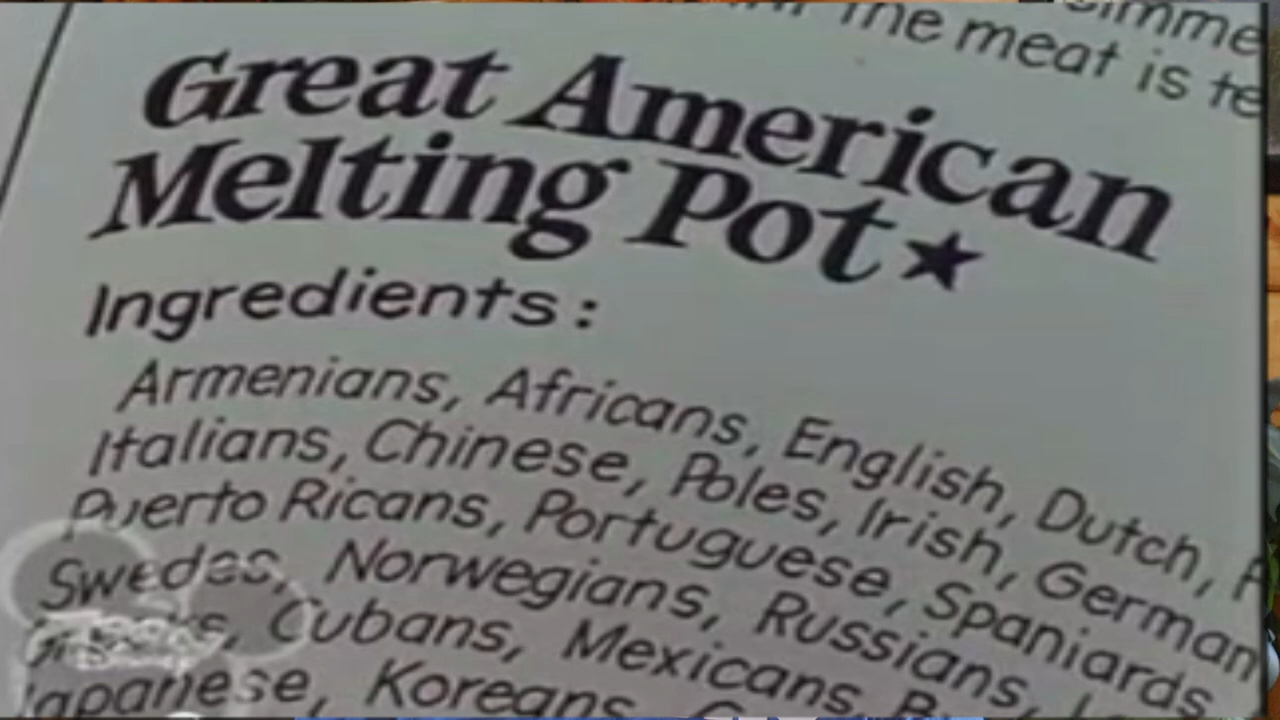 the meat is
Great American
Melting Pot★
Ingredients:
Armenians, Africans, English, Dutch,
Italians, Chinese, Poles, Irish, German
Puerto Ricans, Portuguese, Spaniards,
Swedes, Norwegians, Russians,
Cubans, Mexicans,
Japanese, Koreans,